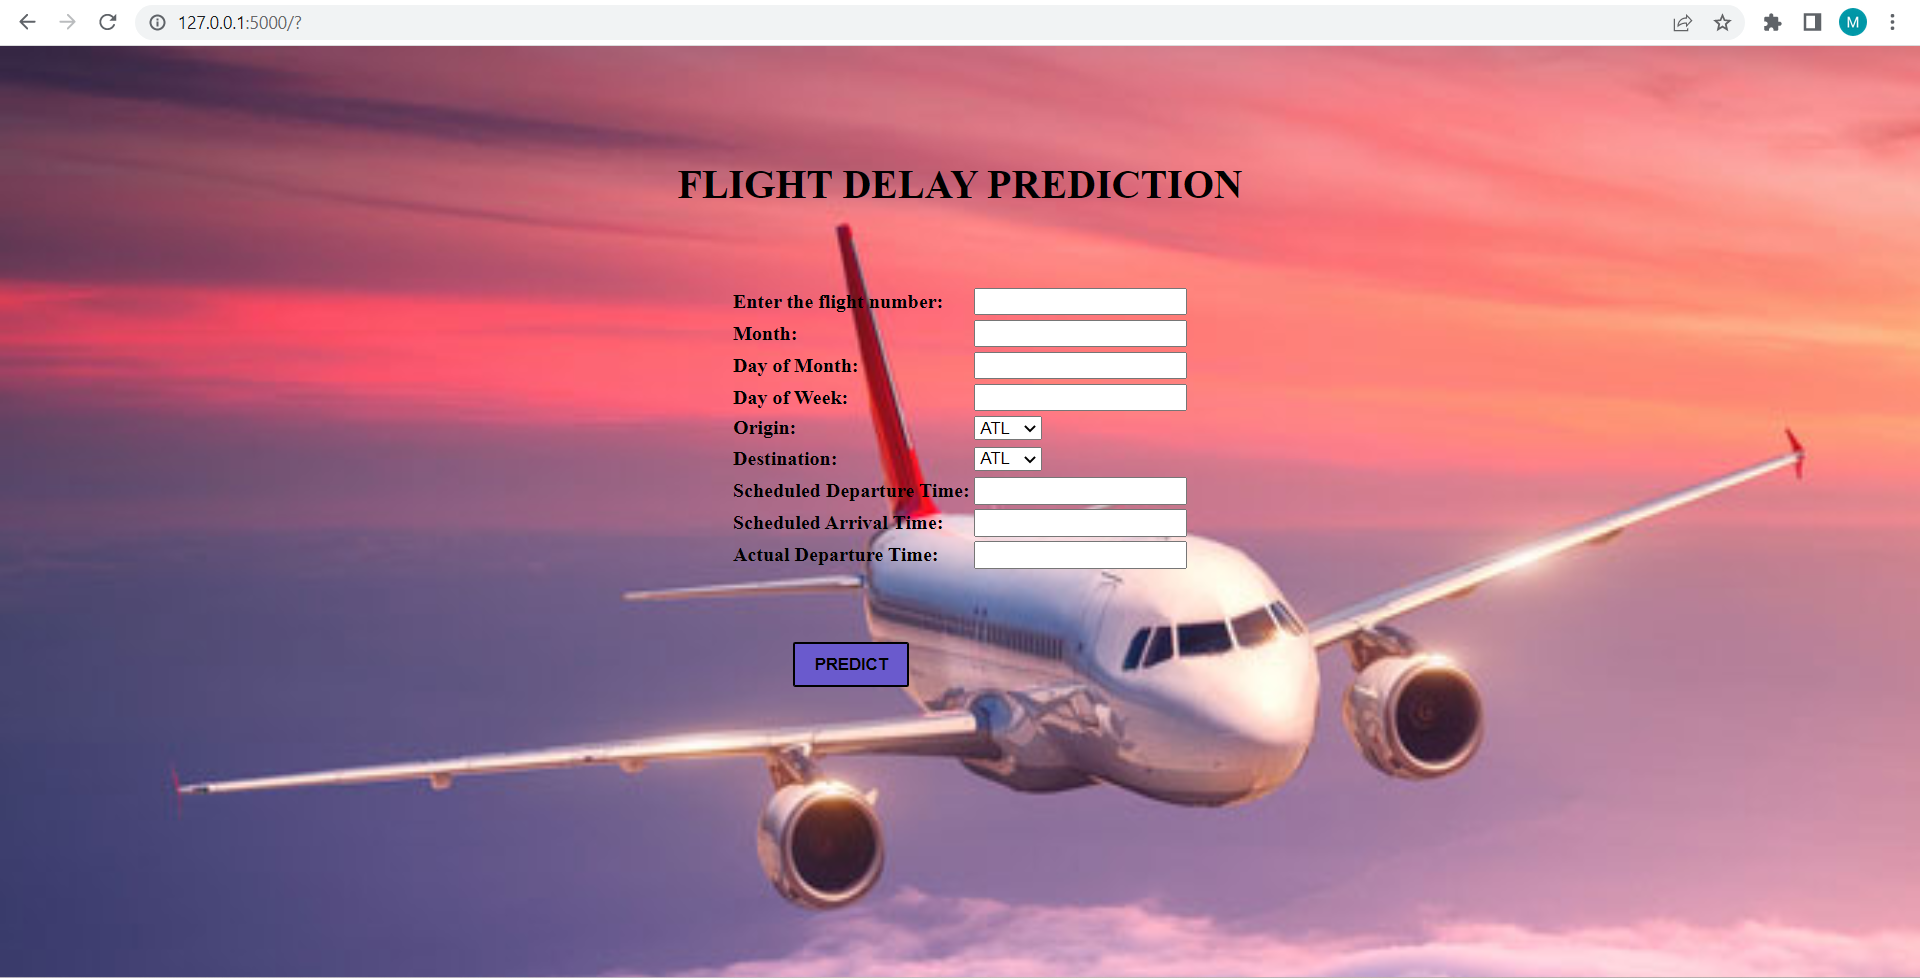 127.0.0.1:5000/?
M
FLIGHT DELAY PREDICTION
Enter the flight number:
Month:
Day of Month:
Day of Week:
Origin: ATL
Destination: ATL
Scheduled Departure Time:
Scheduled Arrival Time:
Actual Departure Time:
PREDICT